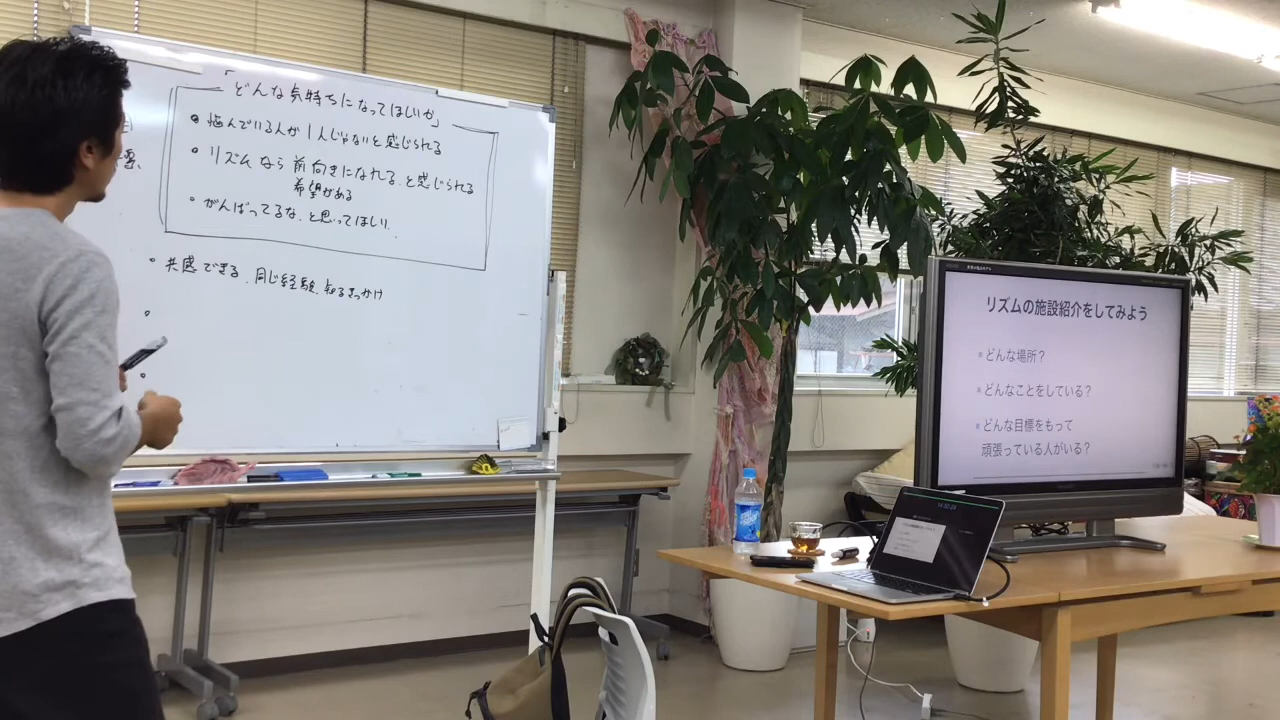 「どんな気持ちになってほしいか」
• 悩んでいる人が1人じゃないと感じられる
• リズムなら前向きになれる、と感じられる
希望がある
• がんばってるな、と思ってほしい、
• 共感できる、同じ経験、知るきっかけ
リズムの施設紹介をしてみよう
どんな場所？
どんなことをしている？
どんな目標をもって
頑張っている人がいる？